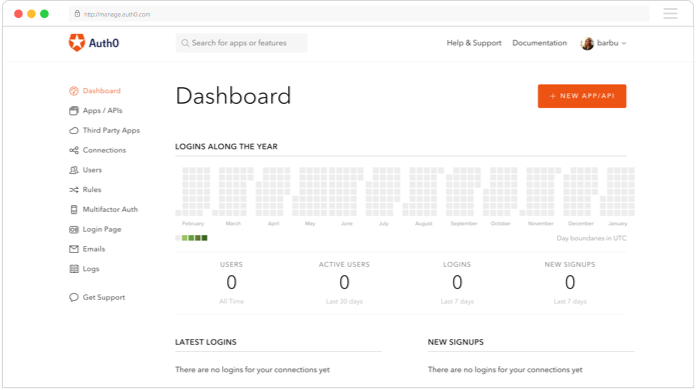 http://manage.auth0.com
Auth0
Search for apps or features
Help & Support
Documentation
barbu
Dashboard
Apps / APIs
Third Party Apps
Connections
Users
Rules
Multifactor Auth
Login Page
Emails
Logs
Get Support
Dashboard
+ NEW APP/API
LOGINS ALONG THE YEAR
February March April May June July August September October November December January
Day boundaries in UTC
USERS
0
All Time
ACTIVE USERS
0
Last 30 days
LOGINS
0
Last 7 days
NEW SIGNUPS
0
Last 7 days
LATEST LOGINS
There are no logins for your connections yet
NEW SIGNUPS
There are no logins for your connections yet